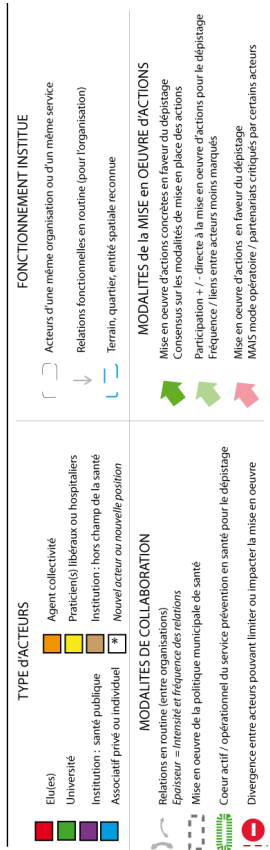 TYPE d'ACTEURS
Elu(es)
Université
Institution : santé publique
Associatif privé ou individuel
Agent collectivité
Praticien(s) libéraux ou hospitaliers
Institution : hors champ de la santé
* Nouvel acteur ou nouvelle position
FONCTIONNEMENT INSTITUE
Acteurs d'une même organisation ou d'un même service
Relations fonctionnelles en routine (pour l'organisation)
Terrain, quartier, entité spatiale reconnue
MODALITES DE COLLABORATION
Relations en routine (entre organisations)
Epaisseur = Intensité et fréquence des relations
Mise en oeuvre de la politique municipale de santé
Coeur actif / opérationnel du service prévention en santé pour le dépistage
Divergence entre acteurs pouvant limiter ou impacter la mise en oeuvre
MODALITES de la MISE en OEUVRE D'ACTIONS
Mise en oeuvre d'actions concrètes en faveur du dépistage
Consensus sur les modalités de mise en place des actions
Participation + / - directe à la mise en oeuvre d'actions pour le dépistage
Fréquence / liens entre acteurs moins marqués
Mise en oeuvre d'actions en faveur du dépistage
MAIS mode opératoire / partenariats critiqués par certains acteurs